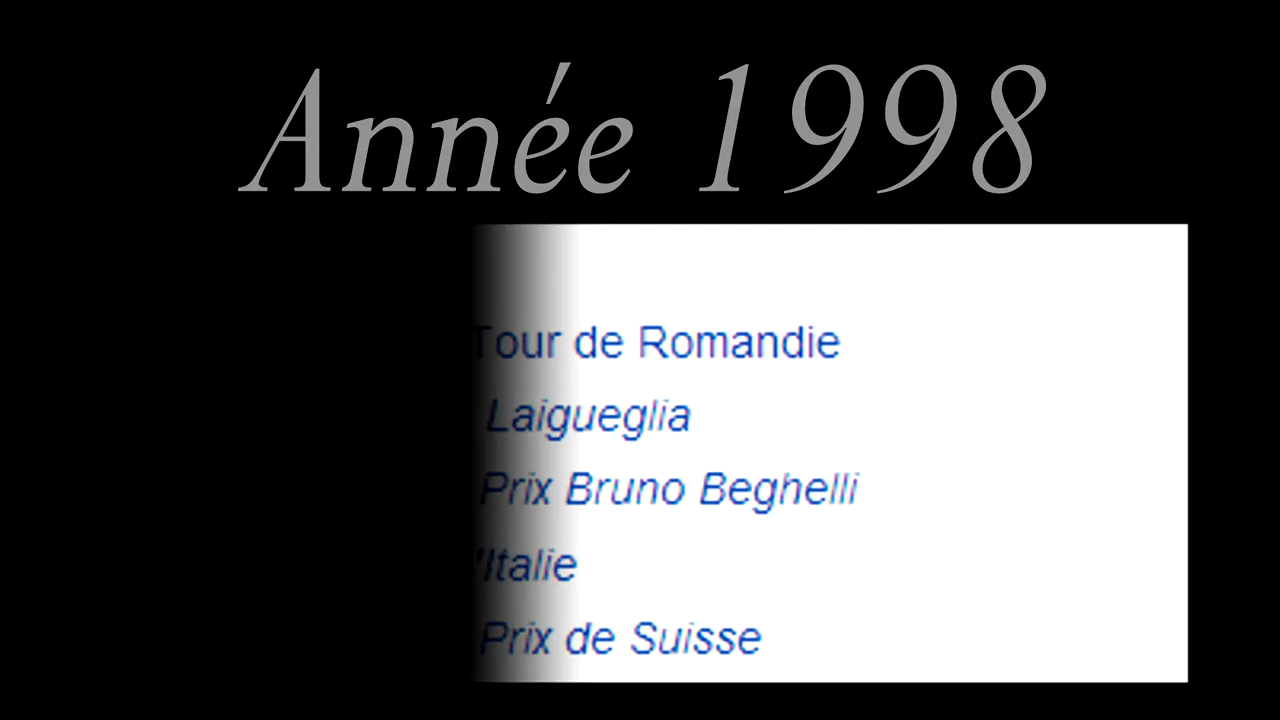 Année 1998
Tour de Romandie
Laigueglia
Prix Bruno Beghelli
'Italie
Prix de Suisse